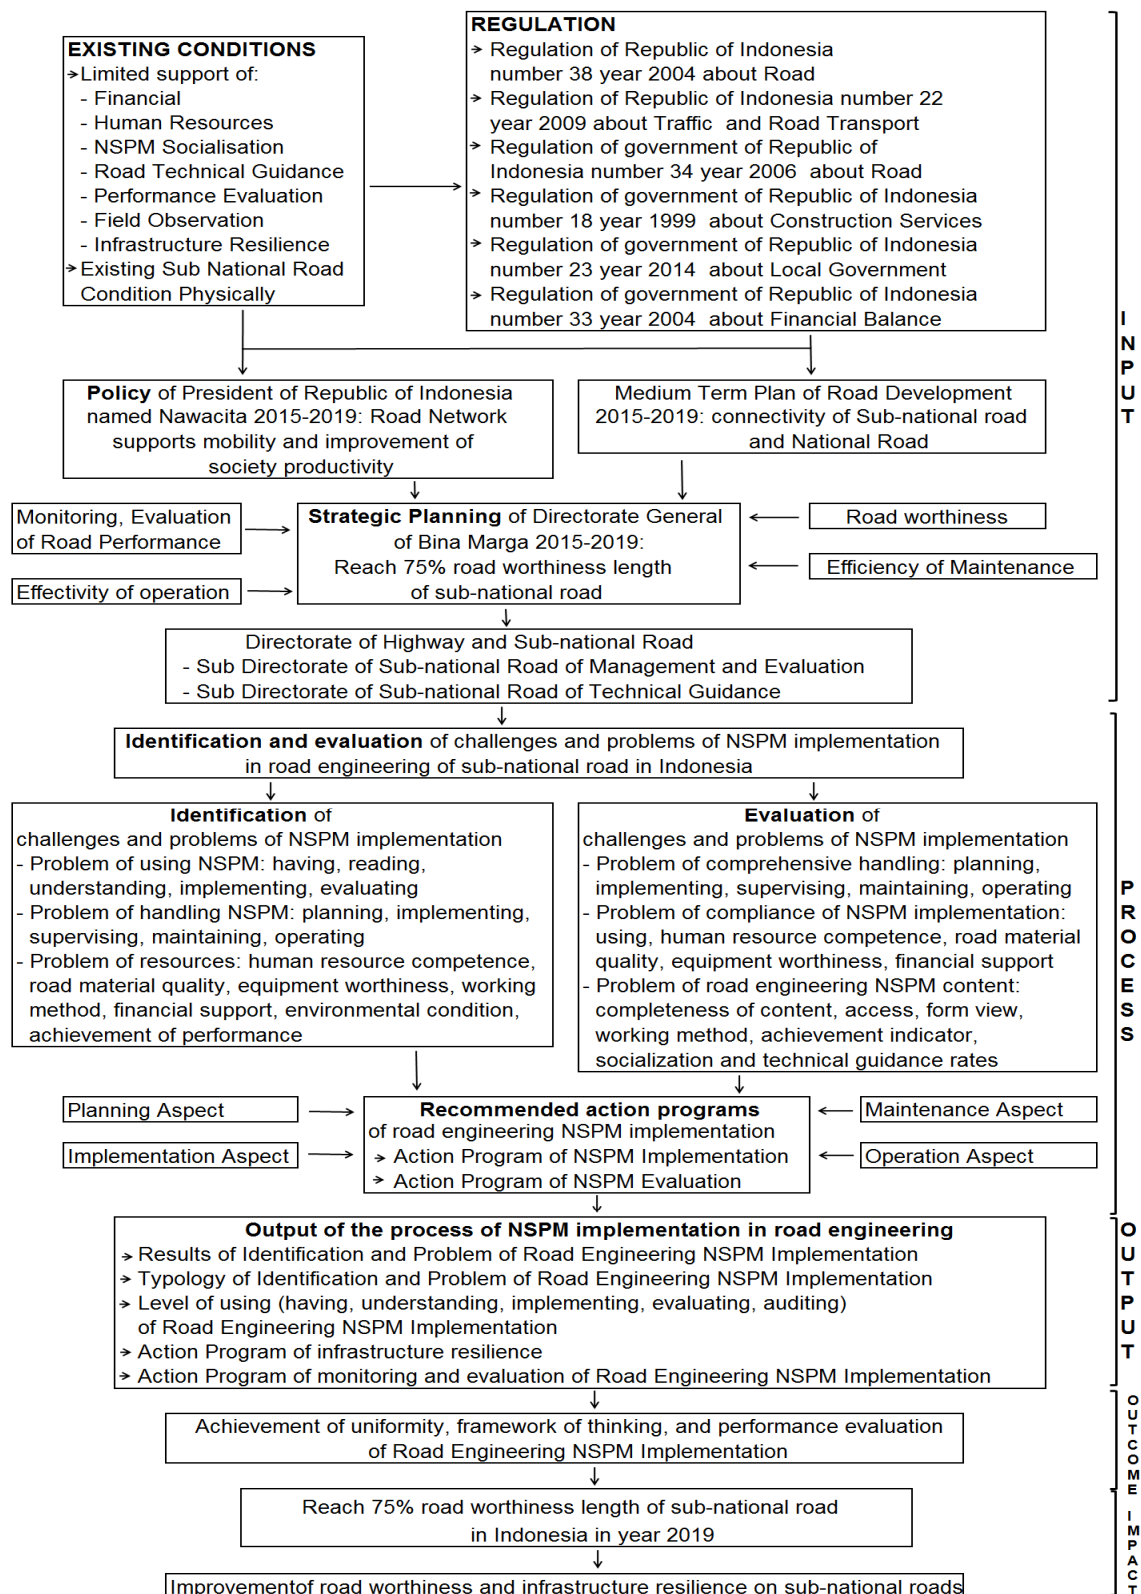 EXISTING CONDITIONS
→Limited support of:
- Financial
- Human Resources
- NSPM Socialisation
- Road Technical Guidance
- Performance Evaluation
- Field Observation
- Infrastructure Resilience
→Existing Sub National Road
Condition Physically
REGULATION
→ Regulation of Republic of Indonesia
number 38 year 2004 about Road
→ Regulation of Republic of Indonesia number 22
year 2009 about Traffic and Road Transport
→ Regulation of government of Republic of
Indonesia number 34 year 2006 about Road
→ Regulation of government of Republic of Indonesia
number 18 year 1999 about Construction Services
→ Regulation of government of Republic of Indonesia
number 23 year 2014 about Local Government
→ Regulation of government of Republic of Indonesia
number 33 year 2004 about Financial Balance
INPUT
Policy of President of Republic of Indonesia
named Nawacita 2015-2019: Road Network
supports mobility and improvement of
society productivity
Medium Term Plan of Road Development
2015-2019: connectivity of Sub-national road
and National Road
Monitoring, Evaluation
of Road Performance
Effectivity of operation
Strategic Planning of Directorate General
of Bina Marga 2015-2019:
Reach 75% road worthiness length
of sub-national road
Road worthiness
Efficiency of Maintenance
Directorate of Highway and Sub-national Road
- Sub Directorate of Sub-national Road of Management and Evaluation
- Sub Directorate of Sub-national Road of Technical Guidance
Identification and evaluation of challenges and problems of NSPM implementation
in road engineering of sub-national road in Indonesia
Identification of
challenges and problems of NSPM implementation
- Problem of using NSPM: having, reading,
understanding, implementing, evaluating
- Problem of handling NSPM: planning, implementing,
supervising, maintaining, operating
- Problem of resources: human resource competence,
road material quality, equipment worthiness, working
method, financial support, environmental condition,
achievement of performance
Evaluation of
challenges and problems of NSPM implementation
- Problem of comprehensive handling: planning,
implementing, supervising, maintaining, operating
- Problem of compliance of NSPM implementation:
using, human resource competence, road material
quality, equipment worthiness, financial support
- Problem of road engineering NSPM content:
completeness of content, access, form view,
working method, achievement indicator,
socialization and technical guidance rates
PROCESS
Planning Aspect
Implementation Aspect
Recommended action programs
of road engineering NSPM implementation
→ Action Program of NSPM Implementation
→ Action Program of NSPM Evaluation
Maintenance Aspect
Operation Aspect
Output of the process of NSPM implementation in road engineering
→ Results of Identification and Problem of Road Engineering NSPM Implementation
→ Typology of Identification and Problem of Road Engineering NSPM Implementation
→ Level of using (having, understanding, implementing, evaluating, auditing)
of Road Engineering NSPM Implementation
→ Action Program of infrastructure resilience
→ Action Program of monitoring and evaluation of Road Engineering NSPM Implementation
OUTPUT
Achievement of uniformity, framework of thinking, and performance evaluation
of Road Engineering NSPM Implementation
OUTCOME
Reach 75% road worthiness length of sub-national road
in Indonesia in year 2019
Improvementof road worthiness and infrastructure resilience on sub-national roads
IMPACT